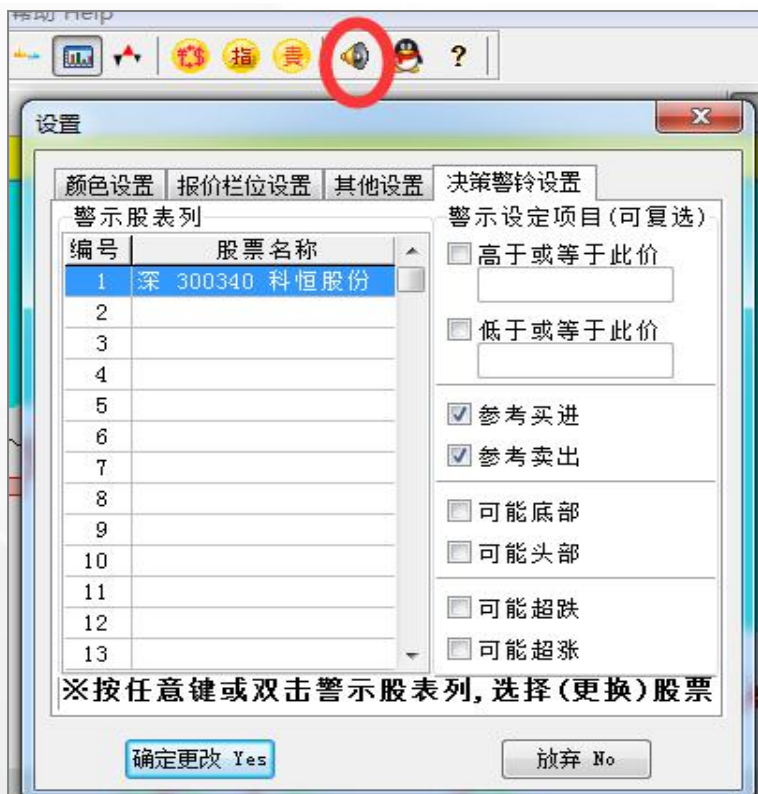 帮助 Help
¥$ 指 貴 ?
设置
颜色设置 报价栏位设置 其他设置 决策警铃设置
警示股表列
编号 股票名称
1 深 300340 科恒股份
2
3
4
5
6
7
8
9
10
11
12
13
警示设定项目(可复选)
高于或等于此价
低于或等于此价
参考买进
参考卖出
可能底部
可能头部
可能超跌
可能超涨
※按任意键或双击警示股表列,选择(更换)股票
确定更改 Yes
放弃 No